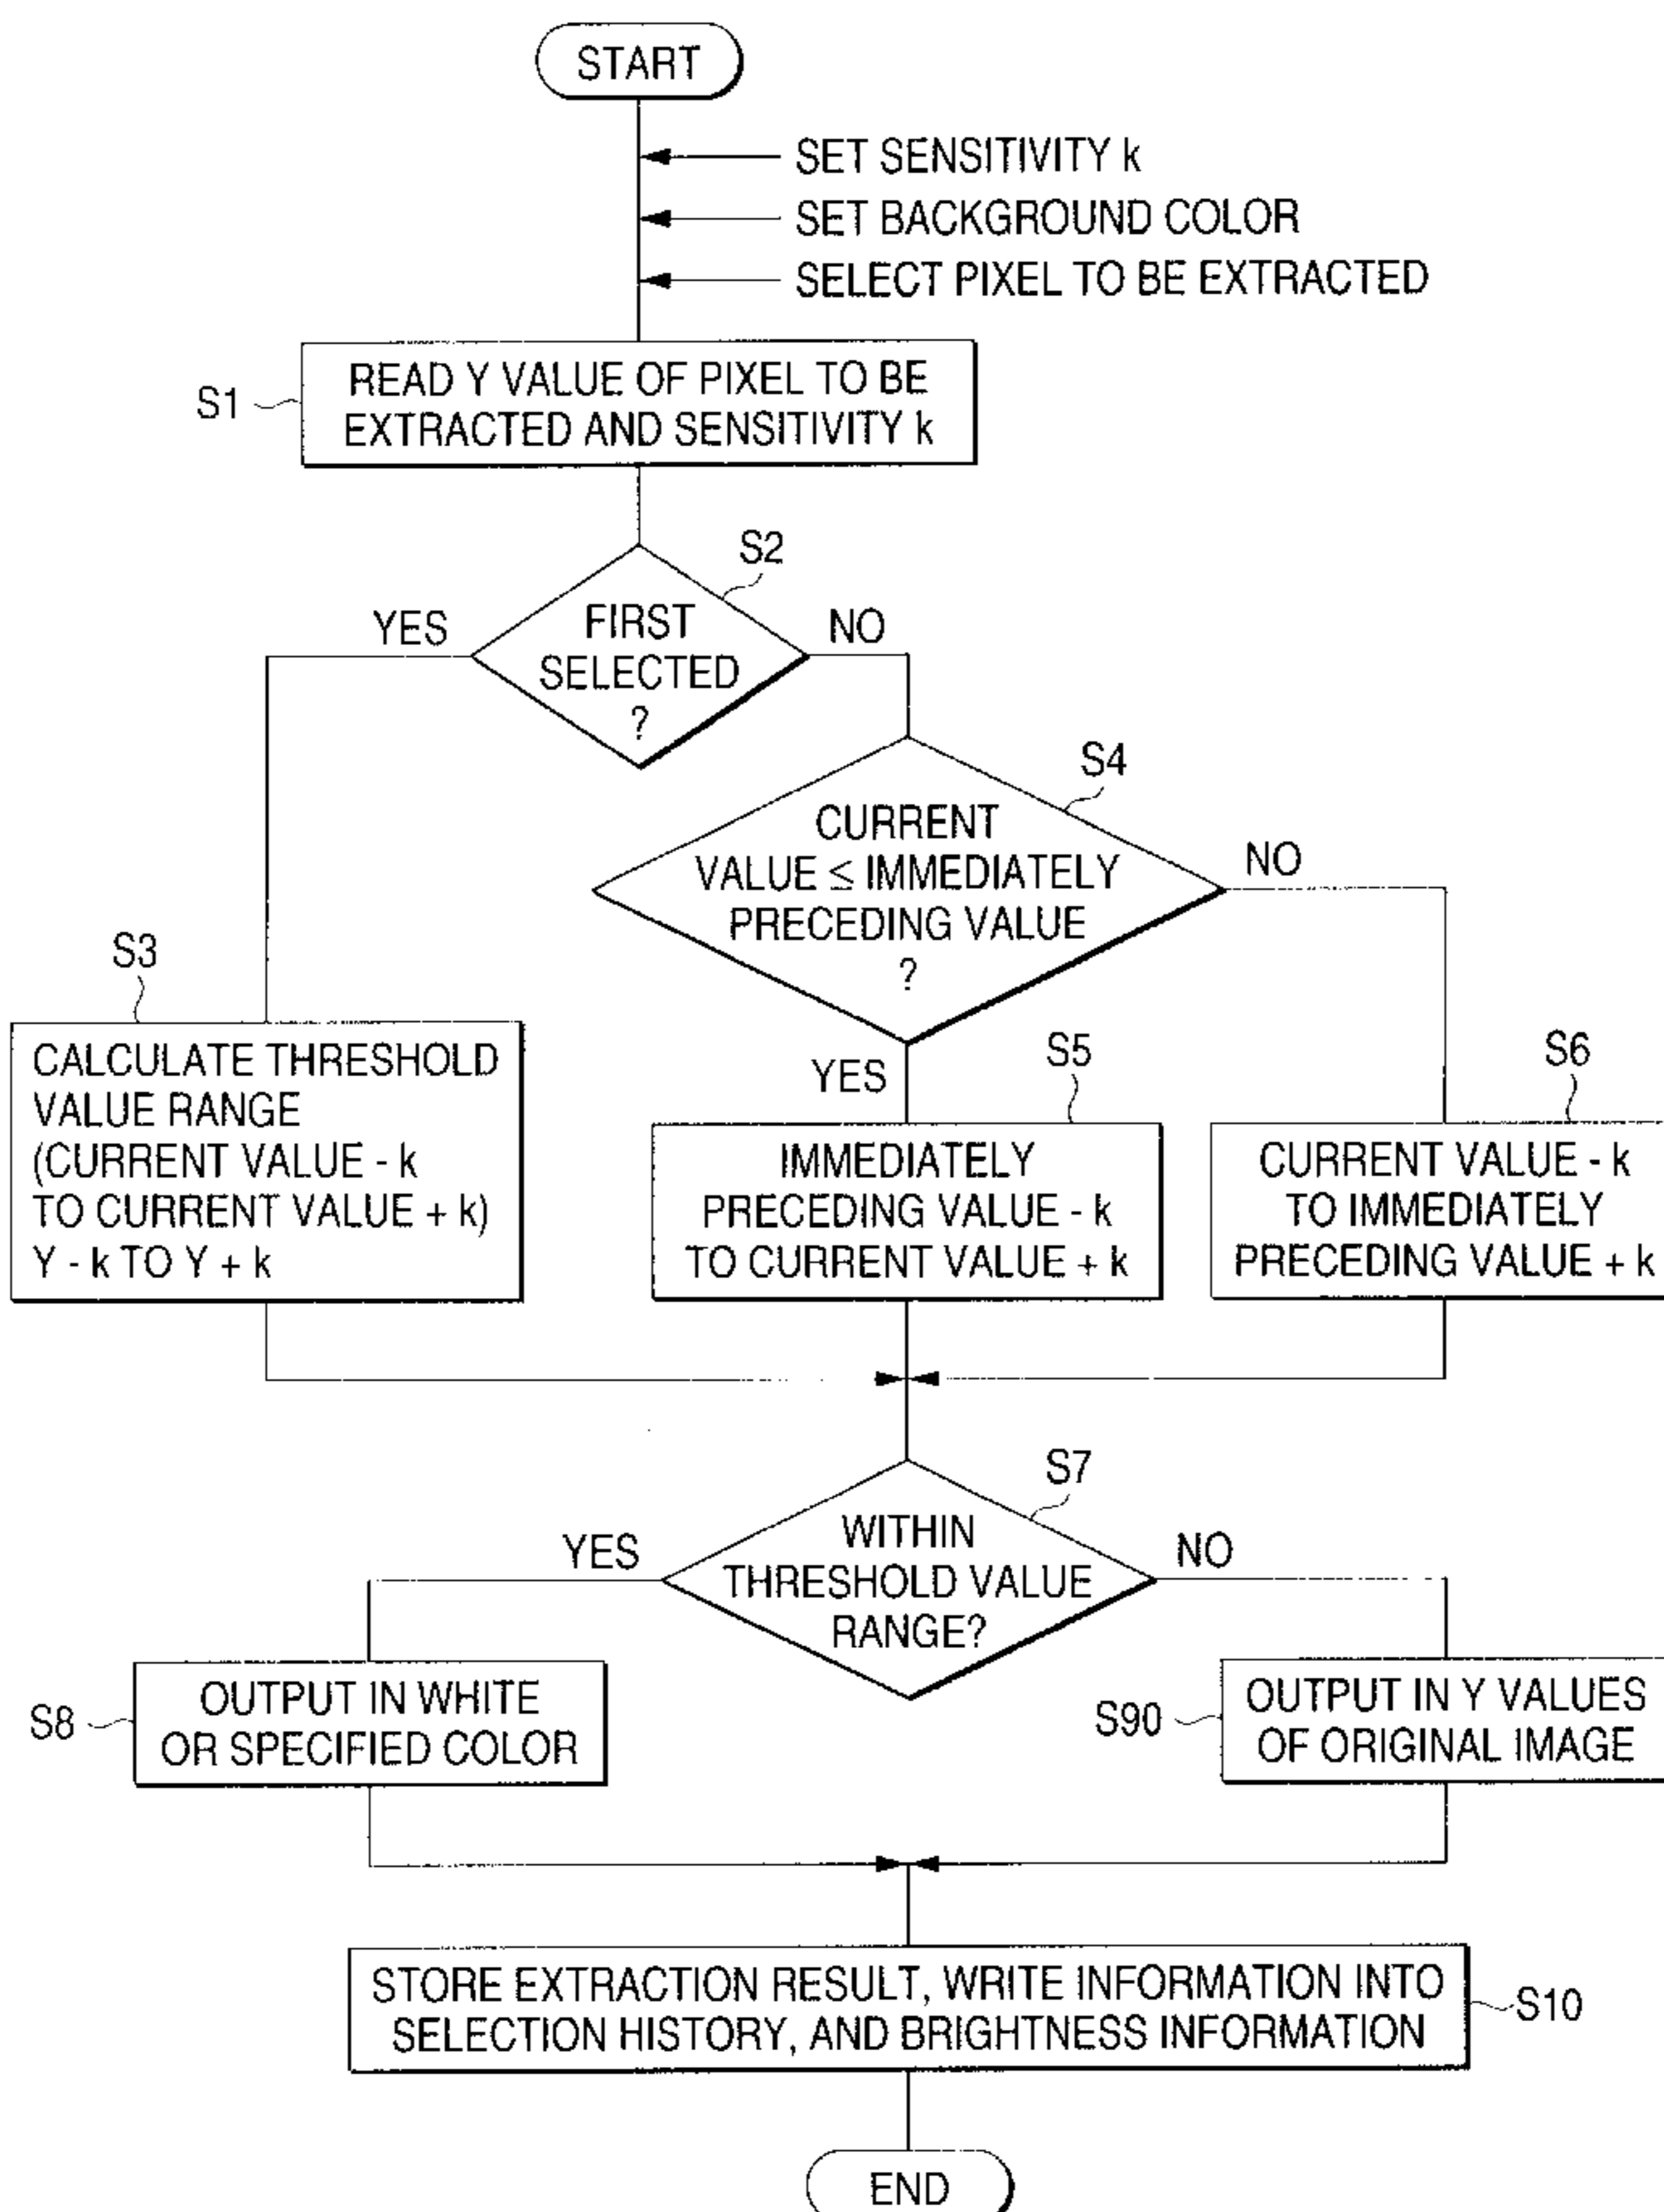 START
SET SENSITIVITY k
SET BACKGROUND COLOR
SELECT PIXEL TO BE EXTRACTED
S1
READ Y VALUE OF PIXEL TO BE
EXTRACTED AND SENSITIVITY k
S2
YES
FIRST
SELECTED
?
NO
S4
CURRENT
VALUE ≤ IMMEDIATELY
PRECEDING VALUE
?
NO
YES
S3
CALCULATE THRESHOLD
VALUE RANGE
(CURRENT VALUE - k
TO CURRENT VALUE + k)
Y - k TO Y + k
S5
IMMEDIATELY
PRECEDING VALUE - k
TO CURRENT VALUE + k
S6
CURRENT VALUE - k
TO IMMEDIATELY
PRECEDING VALUE + k
S7
YES
WITHIN
THRESHOLD VALUE
RANGE?
NO
S8
OUTPUT IN WHITE
OR SPECIFIED COLOR
S90
OUTPUT IN Y VALUES
OF ORIGINAL IMAGE
STORE EXTRACTION RESULT, WRITE INFORMATION INTO
SELECTION HISTORY, AND BRIGHTNESS INFORMATION
S10
END